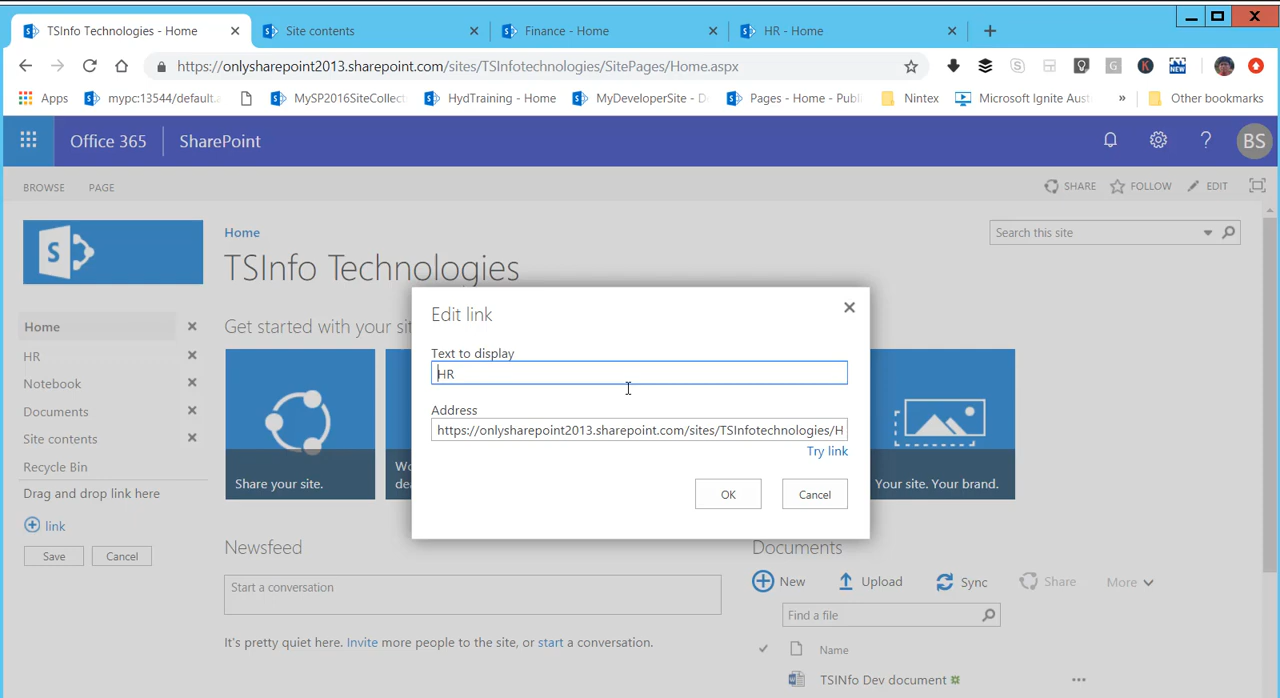 TSInfo Technologies - Home
Site contents
Finance - Home
HR - Home
https://onlysharepoint2013.sharepoint.com/sites/TSInfotechnologies/SitePages/Home.aspx
Apps
mypc:13544/default.
MySP2016SiteCollect
HydTraining - Home
MyDeveloperSite - D
Pages - Home - Publi
Nintex
Microsoft Ignite Aust
»
Other bookmarks
Office 365
SharePoint
BS
BROWSE
PAGE
SHARE
FOLLOW
EDIT
Home
Search this site
TSInfo Technologies
Get started with your sit
Home
HR
Notebook
Documents
Site contents
Recycle Bin
Drag and drop link here
link
Save
Cancel
Edit link
Text to display
HR
Address
https://onlysharepoint2013.sharepoint.com/sites/TSInfotechnologies/H
Try link
OK
Cancel
Share your site.
Wo
dea
Your site. Your brand.
Newsfeed
Start a conversation
It's pretty quiet here. Invite more people to the site, or start a conversation.
Documents
New
Upload
Sync
Share
More
Find a file
Name
TSINfo Dev document